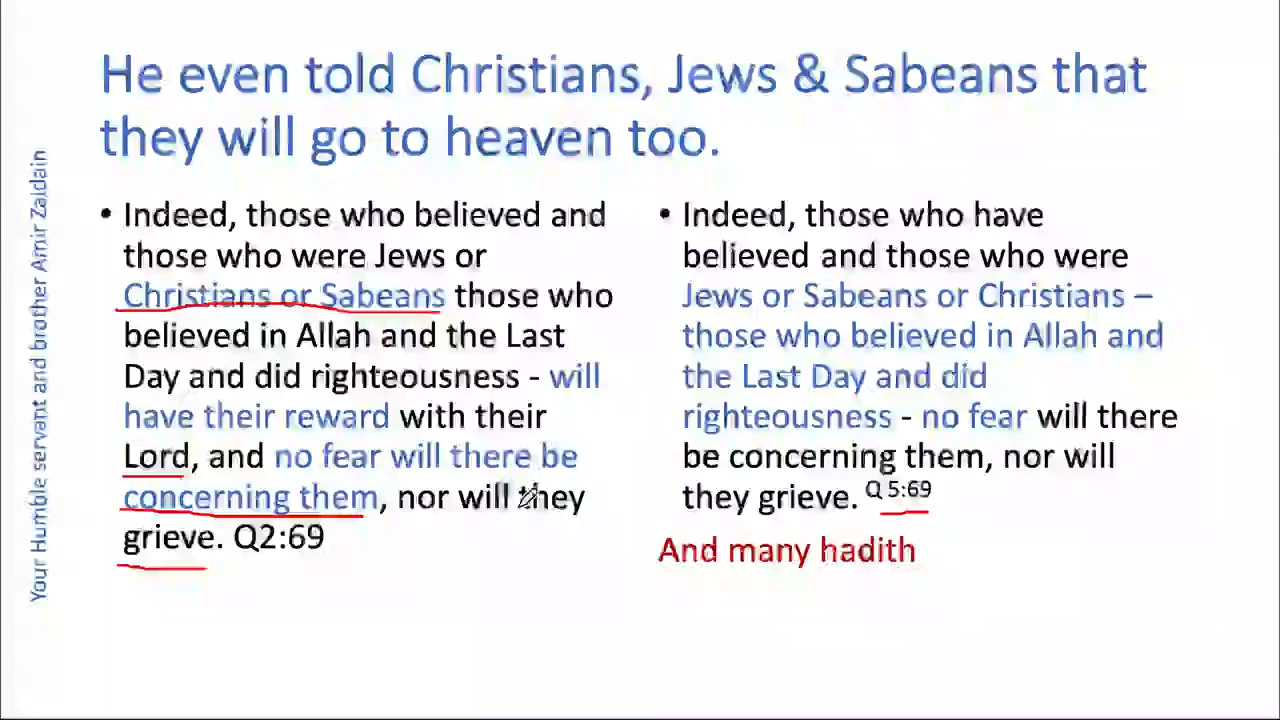 He even told Christians, Jews & Sabeans that
they will go to heaven too.
• Indeed, those who believed and
those who were Jews or
Christians or Sabeans those who
believed in Allah and the Last
Day and did righteousness - will
have their reward with their
Lord, and no fear will there be
concerning them, nor will they
grieve. Q2:69
• Indeed, those who have
believed and those who were
Jews or Sabeans or Christians –
those who believed in Allah and
the Last Day and did
righteousness - no fear will there
be concerning them, nor will
they grieve. Q 5:69
And many hadith
Your Humble servant and brother Amir Zaidain